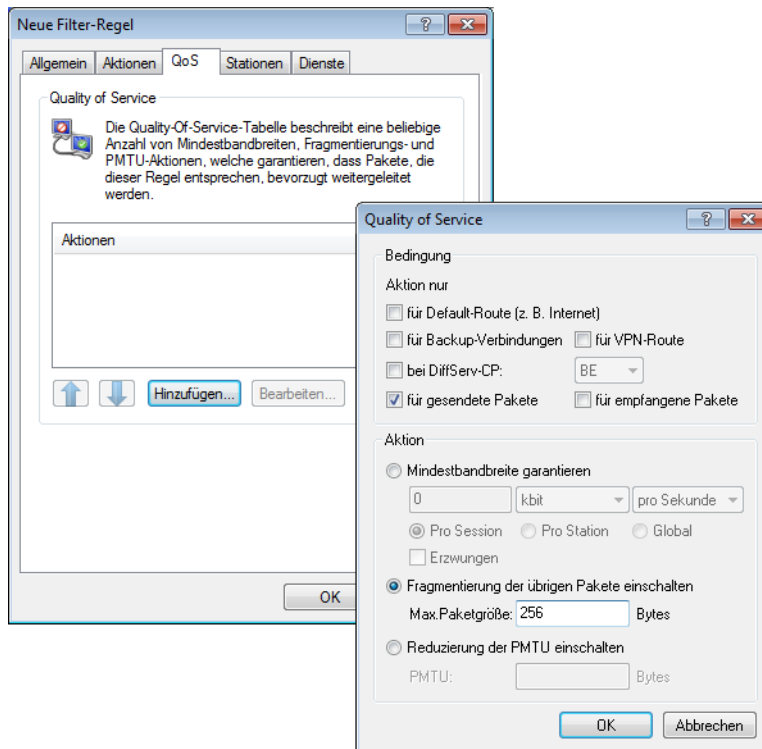 Neue Filter-Regel
Allgemein Aktionen QoS Stationen Dienste
Quality of Service
Die Quality-Of-Service-Tabelle beschreibt eine beliebige
Anzahl von Mindestbandbreiten, Fragmentierungs- und
PMTU-Aktionen, welche garantieren, dass Pakete, die
dieser Regel entsprechen, bevorzugt weitergeleitet
werden.
Aktionen
Hinzufügen... Bearbeiten...
OK
Quality of Service
Bedingung
Aktion nur
für Default-Route (z. B. Internet)
für Backup-Verbindungen für VPN-Route
bei DiffServ-CP: BE
für gesendete Pakete für empfangene Pakete
Aktion
Mindestbandbreite garantieren
0 kbit pro Sekunde
Pro Session Pro Station Global
Erzwungen
Fragmentierung der übrigen Pakete einschalten
Max.Paketgröße: 256 Bytes
Reduzierung der PMTU einschalten
PMTU: Bytes
OK Abbrechen